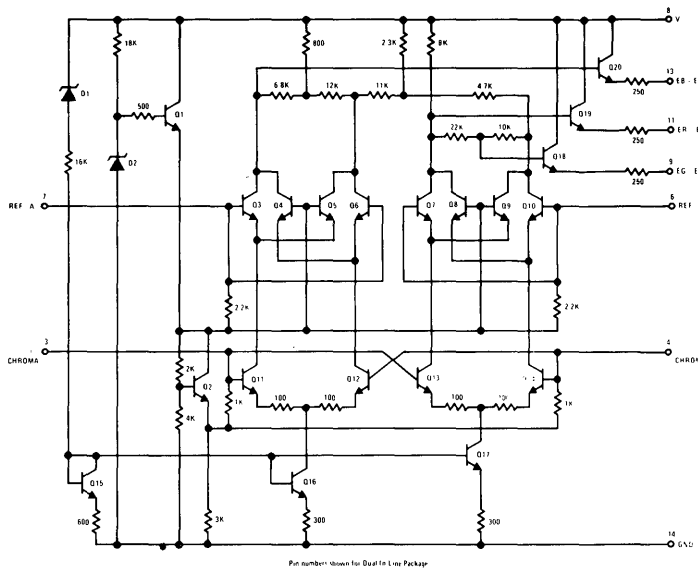 8
V
18K
800
2.3K
8K
Q20
13
EB - E
D1
500
Q1
6.8K
12K
11K
4.7K
250
Q19
11
ER - E
22K
10K
250
D2
Q18
9
EG - E
16K
250
7
REF A
Q3
Q4
Q5
Q6
Q7
Q8
Q9
Q10
6
REF
2.2K
2.2K
3
CHROMA
4
CHRO
2K
Q2
Q11
Q12
Q13
1K
100
100
100
1K
4K
Q17
Q15
Q16
600
3K
300
300
14
GND
Pin numbers shown for Dual In Line Package